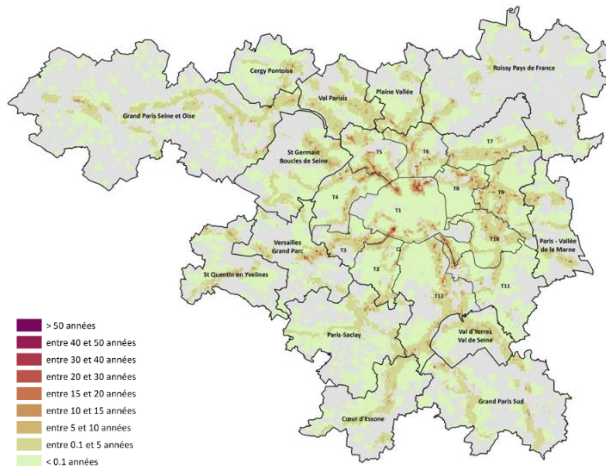 Cergy Pontoise
Roissy Pays de France
Plaine Vallée
Val Parisis
Grand Paris Seine et Oise
St Germain
Boucles de Seine
T5
T6
T7
T8
T9
T4
T1
Versailles
Grand Parc
T3
T2
T10
Paris - Vallée
de la Marne
St Quentin en Yvelines
T12
T11
Paris-Saclay
Val d'Yerres
Val de Seine
Grand Paris Sud
Cœur d'Essone
> 50 années
entre 40 et 50 années
entre 30 et 40 années
entre 20 et 30 années
entre 15 et 20 années
entre 10 et 15 années
entre 5 et 10 années
entre 0.1 et 5 années
< 0.1 années